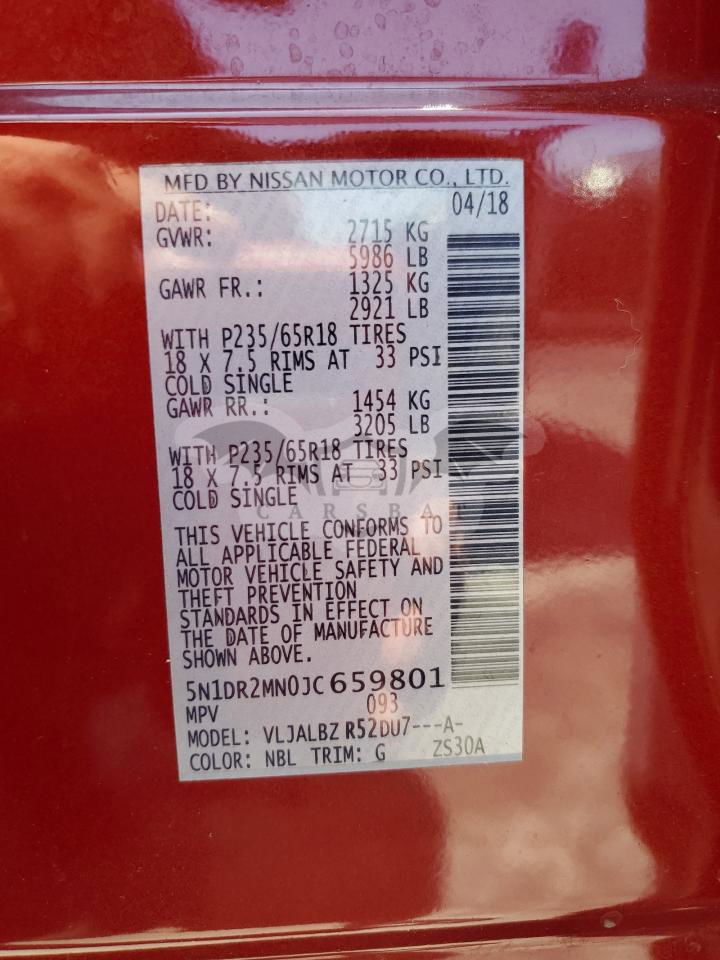 MFD BY NISSAN MOTOR CO., LTD.
DATE: 04/18
GVWR: 2715 KG
5986 LB
GAWR FR.: 1325 KG
2921 LB
WITH P235/65R18 TIRES
18 X 7.5 RIMS AT 33 PSI
COLD SINGLE
GAWR RR.: 1454 KG
3205 LB
WITH P235/65R18 TIRES
18 X 7.5 RIMS AT 33 PSI
COLD SINGLE
CARSBAT
THIS VEHICLE CONFORMS TO
ALL APPLICABLE FEDERAL
MOTOR VEHICLE SAFETY AND
THEFT PREVENTION
STANDARDS IN EFFECT ON
THE DATE OF MANUFACTURE
SHOWN ABOVE.
5N1DR2MN0JC659801
MPV 093
MODEL: VLJALBZ R52DU7---A-
COLOR: NBL TRIM: G ZS30A